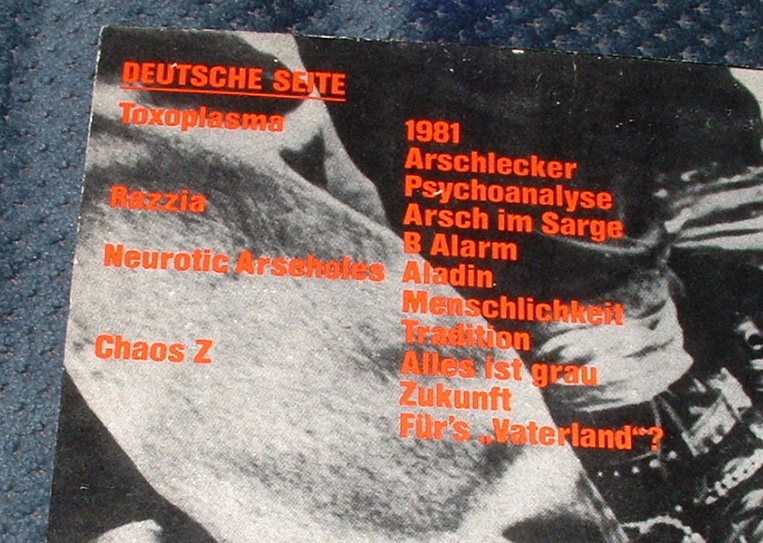 DEUTSCHE SEITE
Toxoplasma
1981
Arschlecker
Psychoanalyse
Razzia
Arsch im Sarge
B Alarm
Neurotic Arseholes
Aladin
Menschlichkeit
Tradition
Chaos Z
Alles ist grau
Zukunft
Für's „Vaterland“?